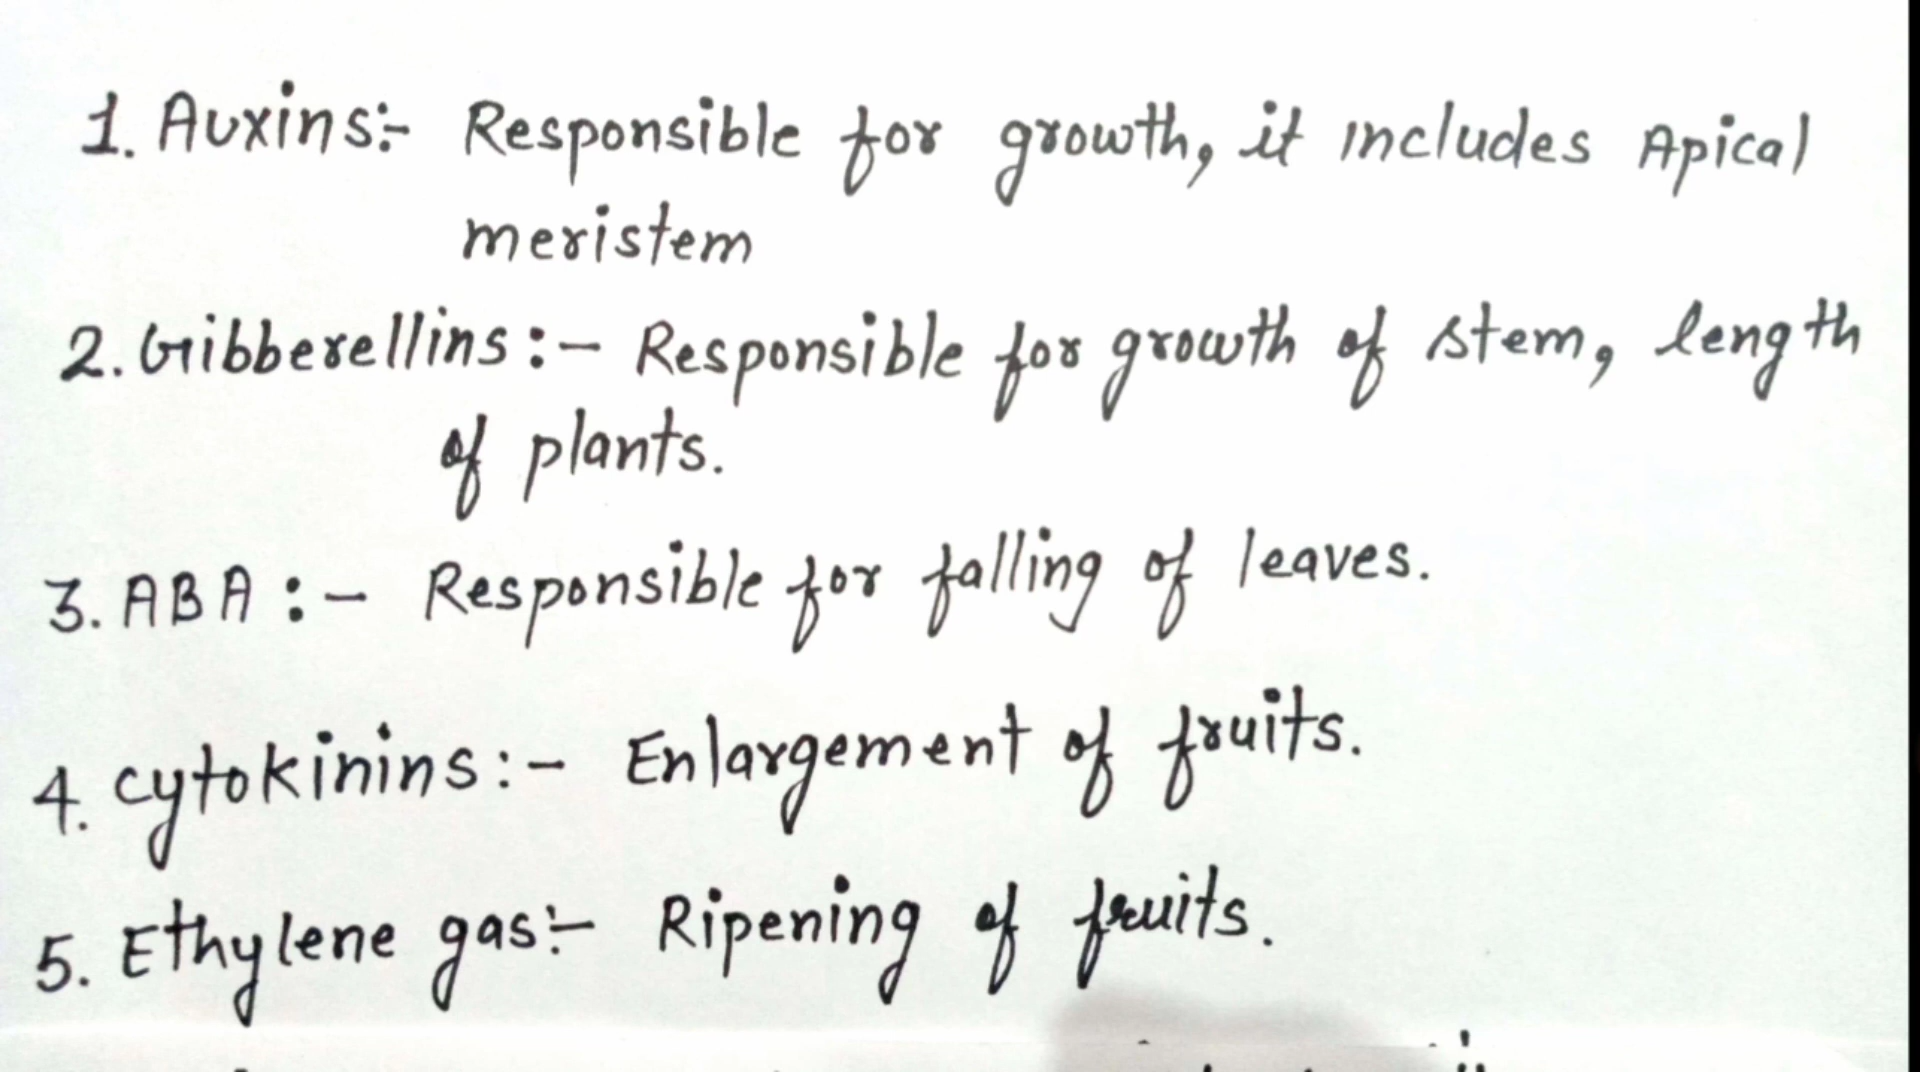 1. Auxins:- Responsible for growth, it includes Apical
meristem
2. Gibberellins :- Responsible for growth of stem, length
of plants.
3. ABA :- Responsible for falling of leaves.
4. cytokinins :- Enlargement of fruits.
5. Ethylene gas:- Ripening of fruits.